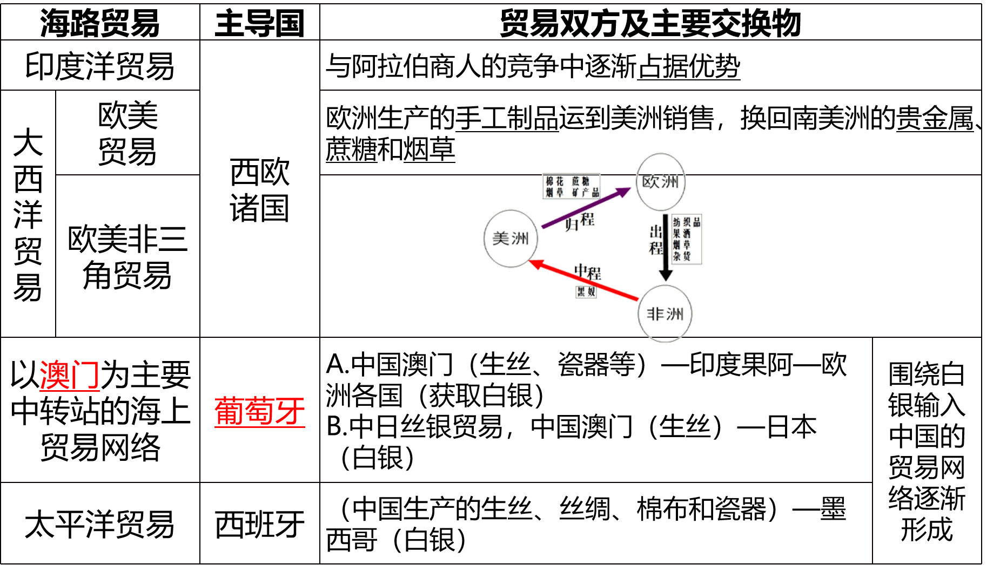 海路贸易
主导国
贸易双方及主要交换物
印度洋贸易
西欧
诸国
与阿拉伯商人的竞争中逐渐占据优势
大
西
洋
贸
易
欧美
贸易
欧洲生产的手工制品运到美洲销售，换回南美洲的贵金属、
蔗糖和烟草
欧美非三
角贸易
棉花 蔗糖
烟草 矿产品
欧洲
归程
美洲
出
程
纺织品
果酒
烟草
杂货
中程
黑奴
非洲
以澳门为主要
中转站的海上
贸易网络
葡萄牙
A.中国澳门（生丝、瓷器等）—印度果阿—欧
洲各国（获取白银）
B.中日丝银贸易，中国澳门（生丝）—日本
（白银）
围绕白
银输入
中国的
贸易网
络逐渐
形成
太平洋贸易
西班牙
（中国生产的生丝、丝绸、棉布和瓷器）—墨
西哥（白银）